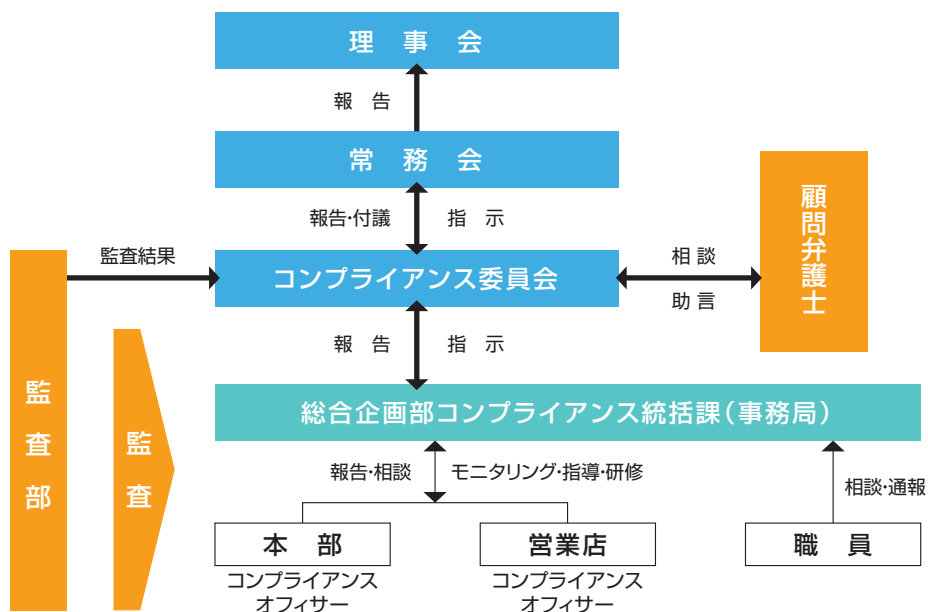 理事会
報告
常務会
報告・付議
指示
監査結果
コンプライアンス委員会
相談
助言
顧問弁護士
報告
指示
監査部
監査
総合企画部コンプライアンス統括課(事務局)
報告・相談
モニタリング・指導・研修
相談・通報
本部
営業店
職員
コンプライアンス
オフィサー
コンプライアンス
オフィサー